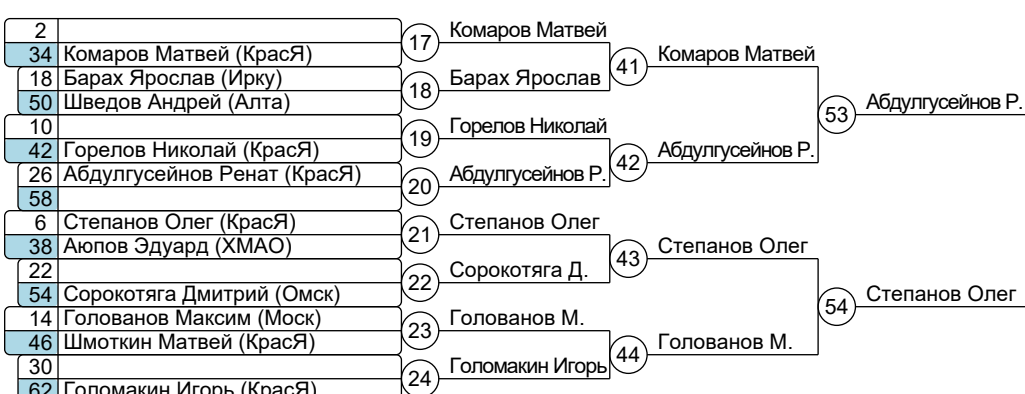 2
34 Комаров Матвей (КрасЯ)
18 Барах Ярослав (Ирку)
50 Шведов Андрей (Алта)
10
42 Горелов Николай (КрасЯ)
26 Абдулгусейнов Ренат (КрасЯ)
58
6 Степанов Олег (КрасЯ)
38 Аюпов Эдуард (ХМАО)
22
54 Сорокотяга Дмитрий (Омск)
14 Голованов Максим (Моск)
46 Шмоткин Матвей (КрасЯ)
30
62 Голомакин Игорь (КрасЯ)
17 Комаров Матвей
18 Барах Ярослав
19 Горелов Николай
20 Абдулгусейнов Р.
21 Степанов Олег
22 Сорокотяга Д.
23 Голованов М.
24 Голомакин Игорь
41 Комаров Матвей
42 Абдулгусейнов Р.
43 Степанов Олег
44 Голованов М.
53 Абдулгусейнов Р.
54 Степанов Олег